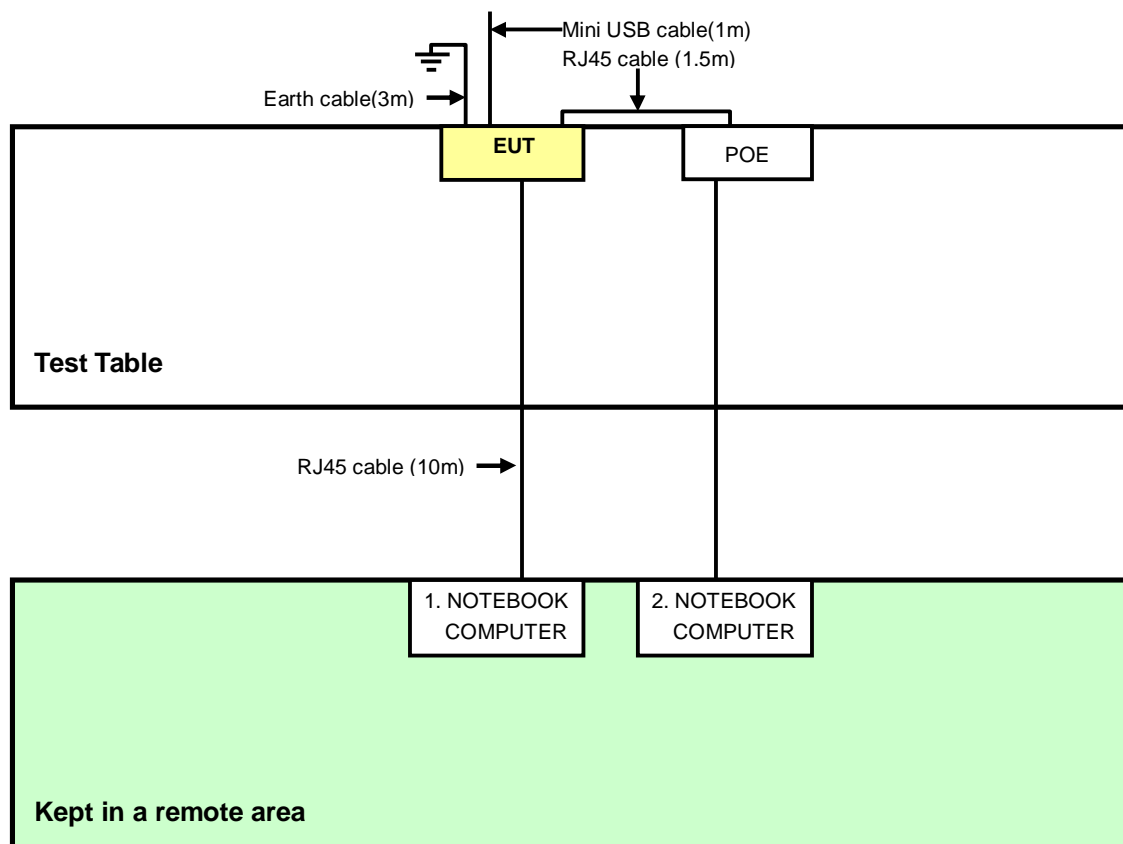 Mini USB cable(1m)
RJ45 cable (1.5m)
Earth cable(3m)
EUT
POE
Test Table
RJ45 cable (10m)
1. NOTEBOOK
COMPUTER
2. NOTEBOOK
COMPUTER
Kept in a remote area